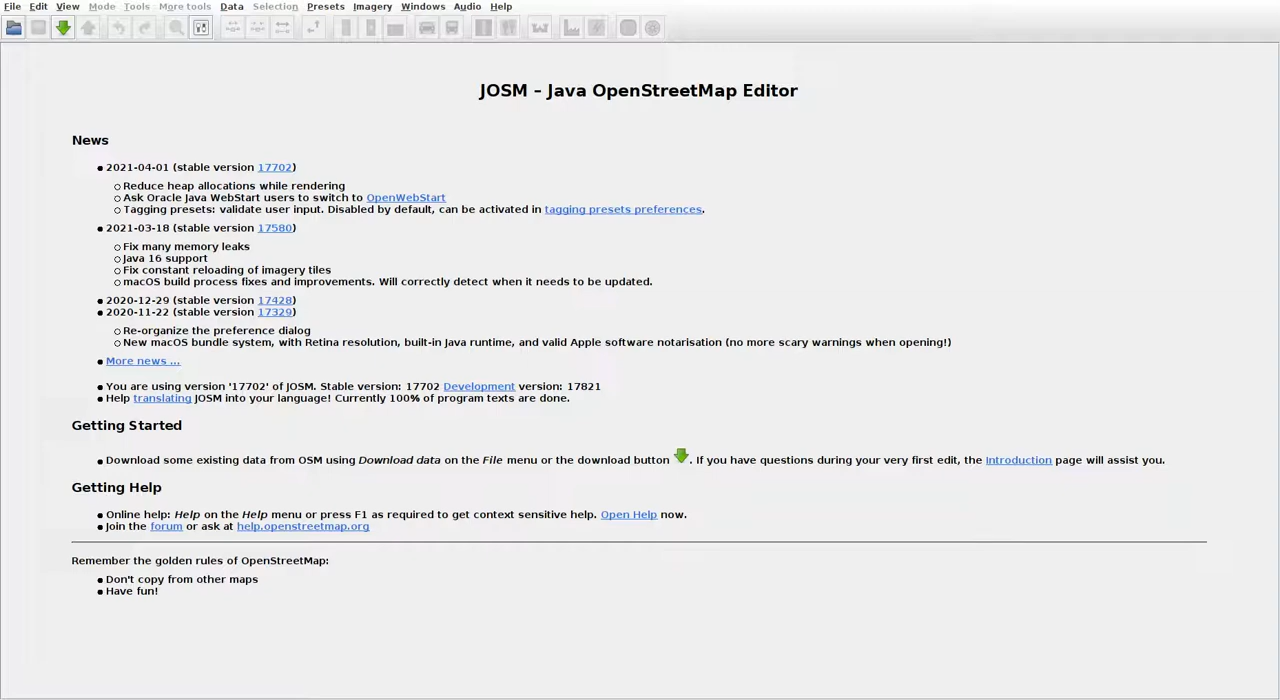 File Edit View Mode Tools More tools Data Selection Presets Imagery Windows Audio Help
JOSM – Java OpenStreetMap Editor
News
2021-04-01 (stable version 17702)
Reduce heap allocations while rendering
Ask Oracle Java WebStart users to switch to OpenWebStart
Tagging presets: validate user input. Disabled by default, can be activated in tagging presets preferences.
2021-03-18 (stable version 17580)
Fix many memory leaks
Java 16 support
Fix constant reloading of imagery tiles
macOS build process fixes and improvements. Will correctly detect when it needs to be updated.
2020-12-29 (stable version 17428)
2020-11-22 (stable version 17329)
Re-organize the preference dialog
New macOS bundle system, with Retina resolution, built-in Java runtime, and valid Apple software notarisation (no more scary warnings when opening!)
More news ...
You are using version '17702' of JOSM. Stable version: 17702 Development version: 17821
Help translating JOSM into your language! Currently 100% of program texts are done.
Getting Started
Download some existing data from OSM using Download data on the File menu or the download button . If you have questions during your very first edit, the Introduction page will assist you.
Getting Help
Online help: Help on the Help menu or press F1 as required to get context sensitive help. Open Help now.
Join the forum or ask at help.openstreetmap.org
Remember the golden rules of OpenStreetMap:
Don't copy from other maps
Have fun!